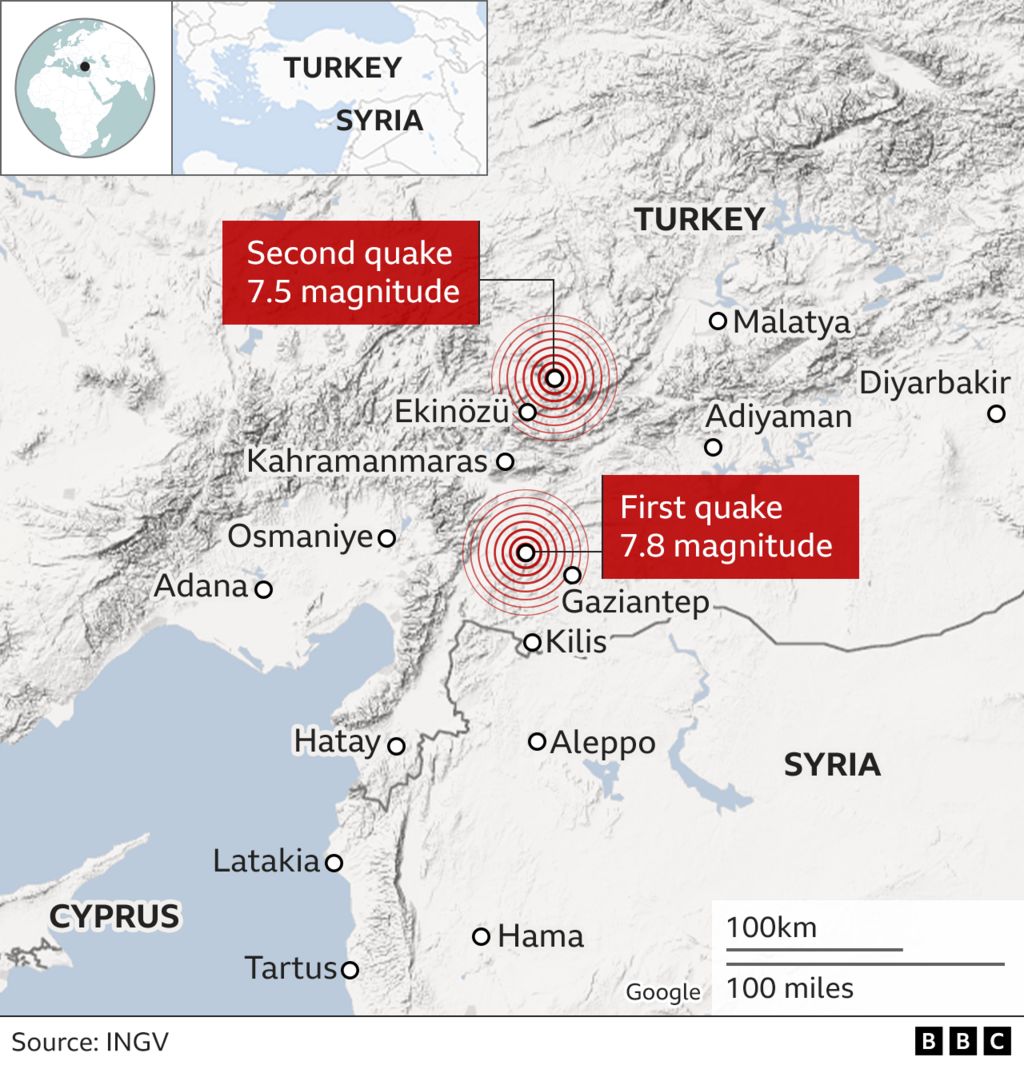 TURKEY
SYRIA
TURKEY
Second quake
7.5 magnitude
Malatya
Diyarbakir
Ekinözü
Adiyaman
Kahramanmaras
First quake
7.8 magnitude
Osmaniye
Adana
Gaziantep
Kilis
Hatay
Aleppo
SYRIA
Latakia
CYPRUS
Hama
100km
Tartus
Google
100 miles
Source: INGV
BBC